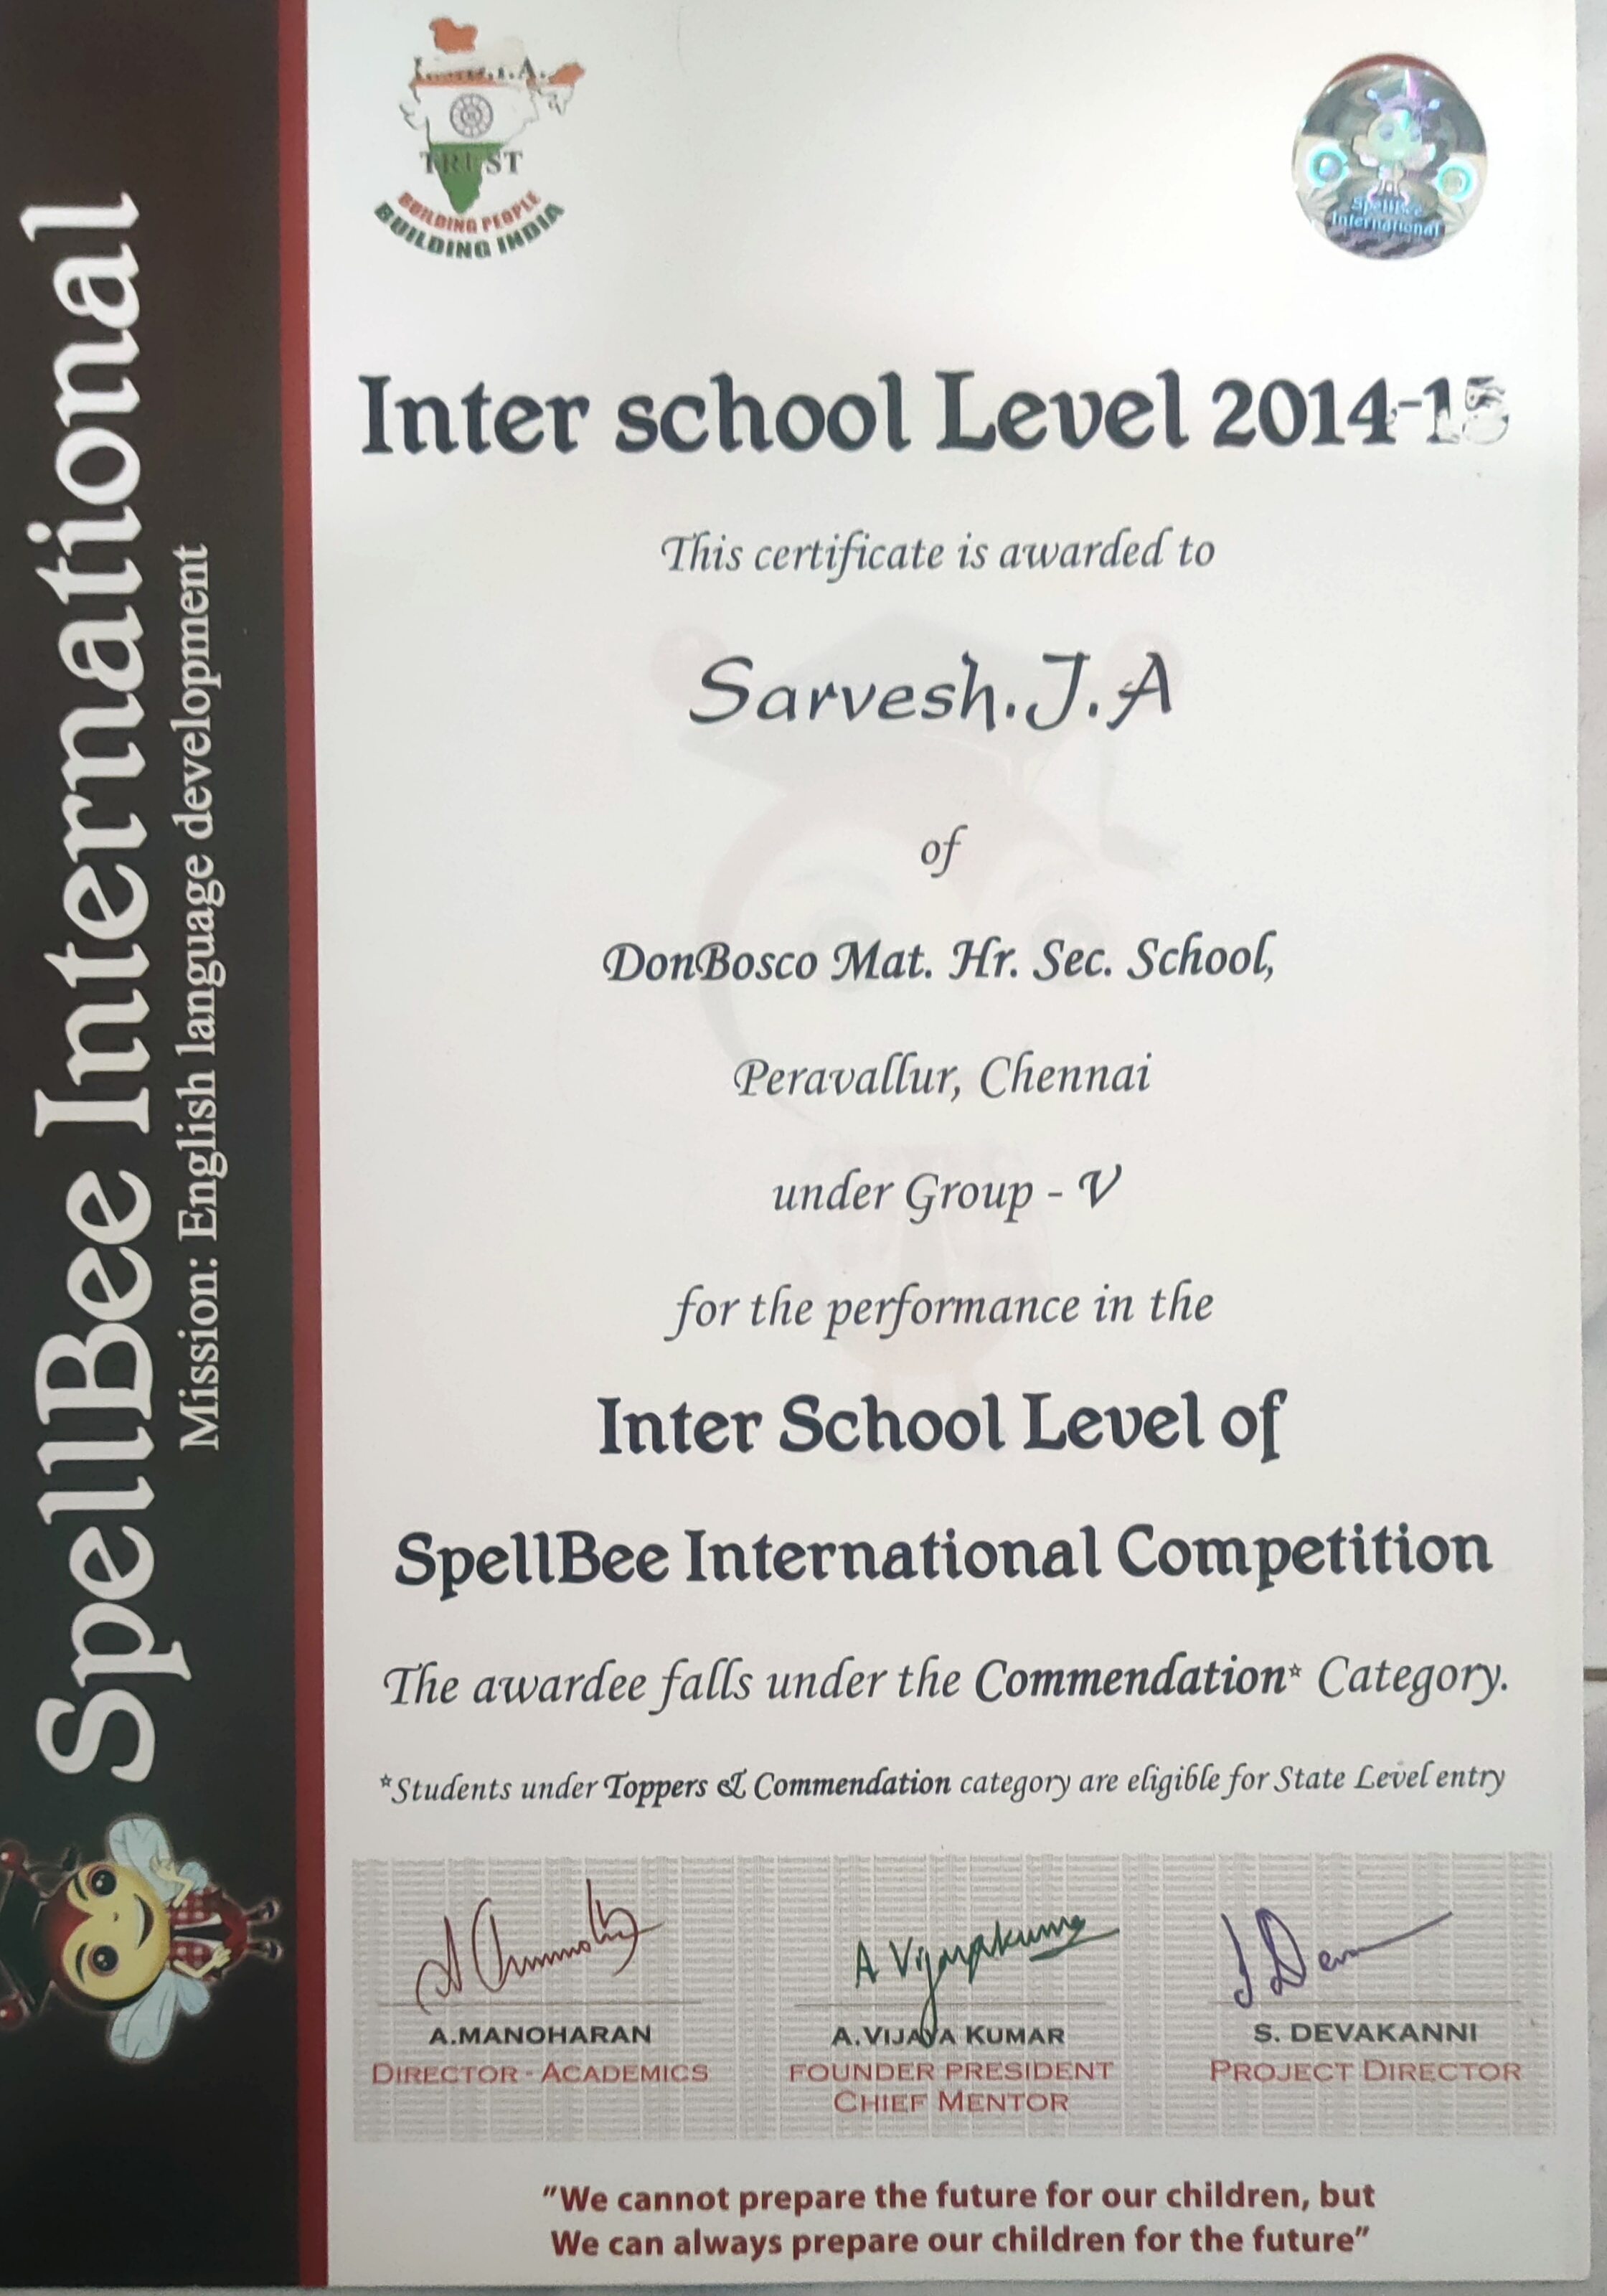 SpellBee International
Mission: English language development
TRUST
BUILDING PEOPLE
BUILDING INDIA
SpellBee
International
Inter school Level 2014-15
This certificate is awarded to
Sarvesh.J.A
of
DonBosco Mat. Hr. Sec. School,
Peravallur, Chennai
under Group - V
for the performance in the
Inter School Level of
SpellBee International Competition
The awardee falls under the Commendation* Category.
*Students under Toppers & Commendation category are eligible for State Level entry
A Vijayakumar
A.MANOHARAN
A.VIJAYA KUMAR
S. DEVAKANNI
DIRECTOR - ACADEMICS
FOUNDER PRESIDENT
PROJECT DIRECTOR
CHIEF MENTOR
"We cannot prepare the future for our children, but
We can always prepare our children for the future"